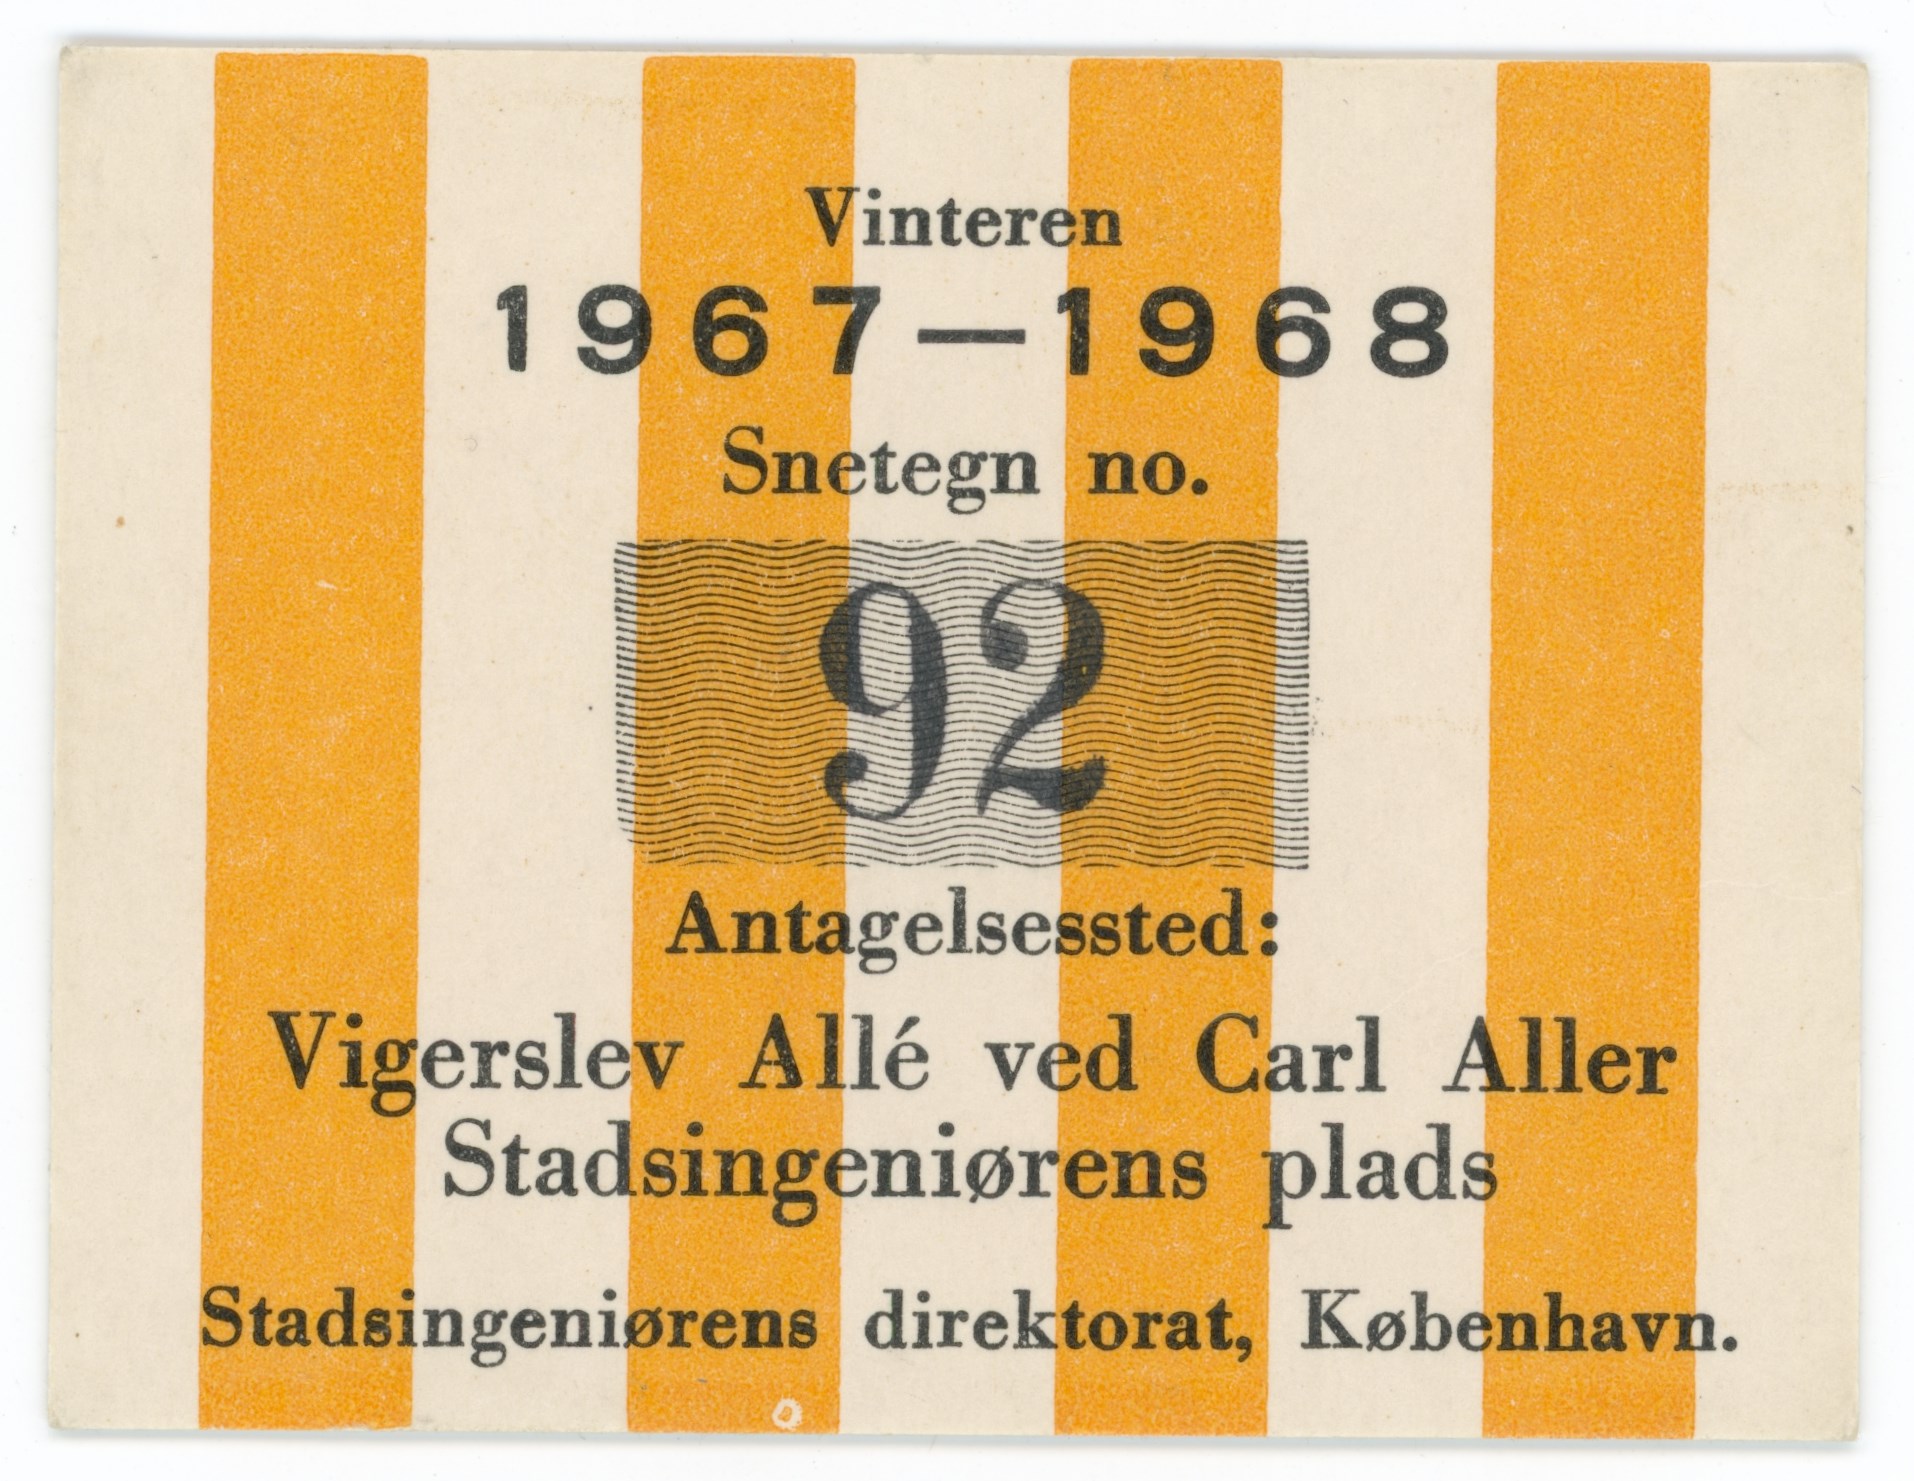 Vinteren
1967—1968
Snetegn no.
92
Antagelsessted:
Vigerslev Allé ved Carl Aller
Stadsingeniørens plads
Stadsingeniørens direktorat, København.